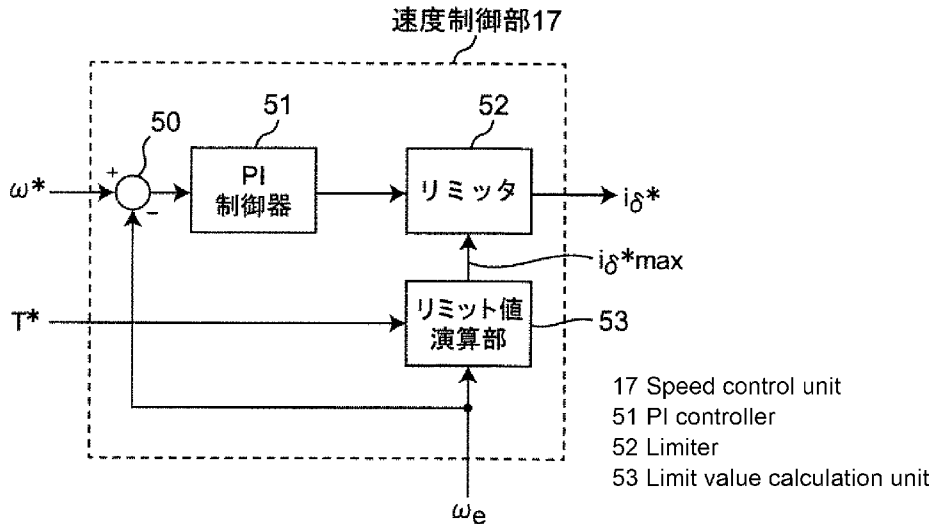 速度制御部17
50
51
52
+
ω*
−
PI
制御器
リミッタ
iδ*
iδ*max
T*
リミット値
演算部
53
17 Speed control unit
51 PI controller
52 Limiter
53 Limit value calculation unit
ωe